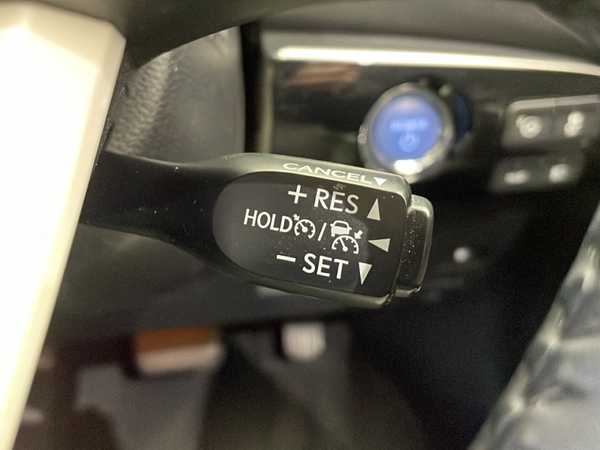 CANCEL
+ RES
HOLD /
- SET